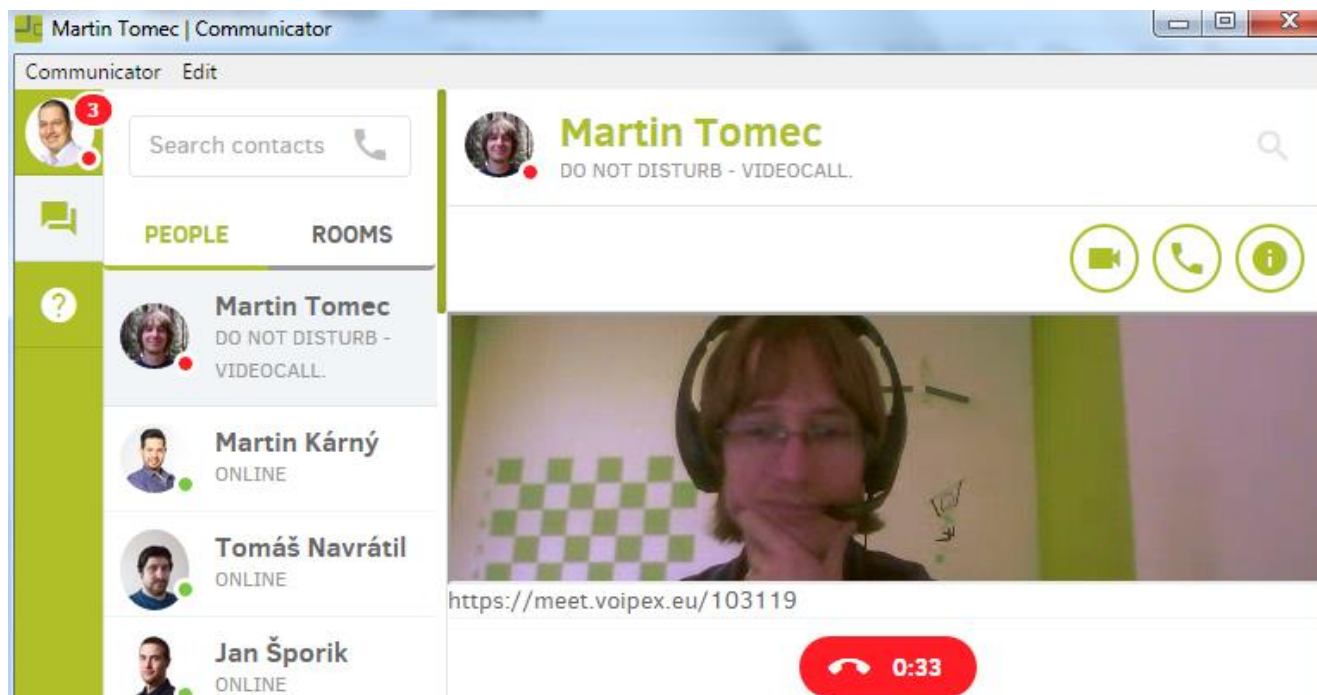 Martin Tomec | Communicator
Communicator Edit
3
Search contacts
PEOPLE ROOMS
Martin Tomec
DO NOT DISTURB -
VIDEOCALL.
Martin Kárný
ONLINE
Tomáš Navrátil
ONLINE
Jan Šporik
ONLINE
Martin Tomec
DO NOT DISTURB - VIDEOCALL.
https://meet.voipex.eu/103119
0:33